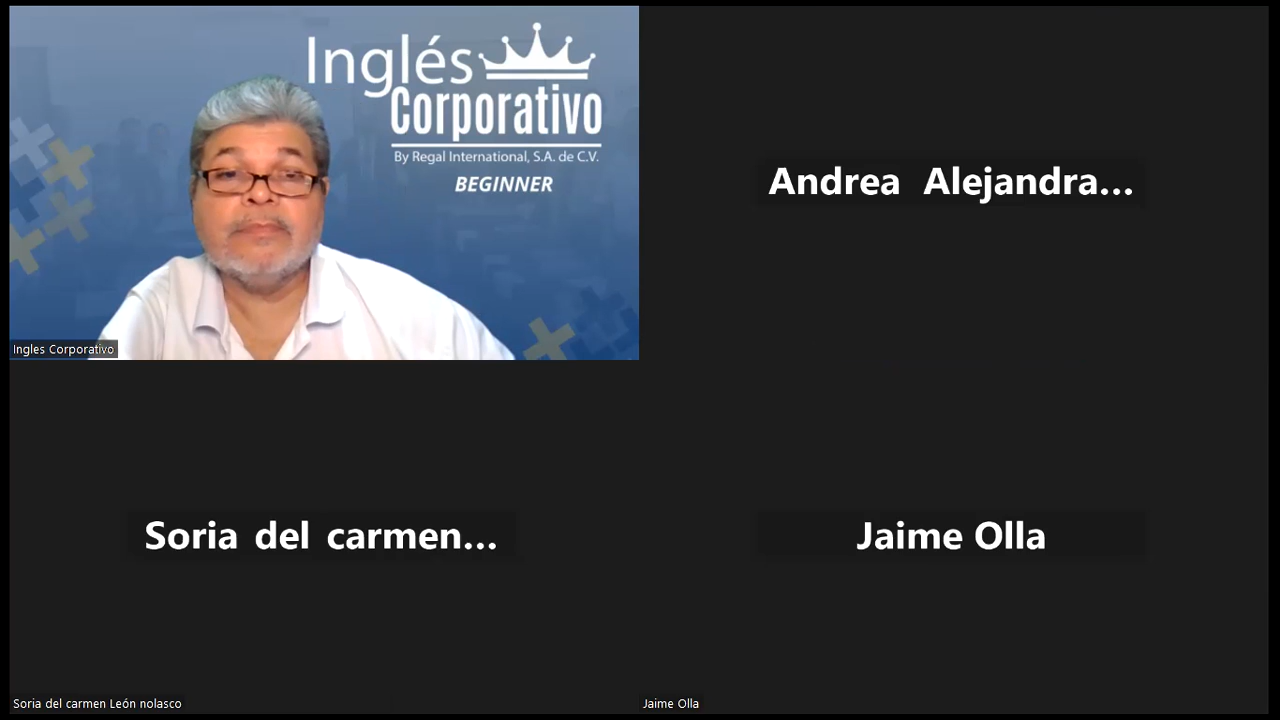 Inglés
Corporativo
By Regal International, S.A. de C.V.
BEGINNER
Ingles Corporativo
Andrea Alejandra...
Soria del carmen...
Soria del carmen León nolasco
Jaime Olla
Jaime Olla